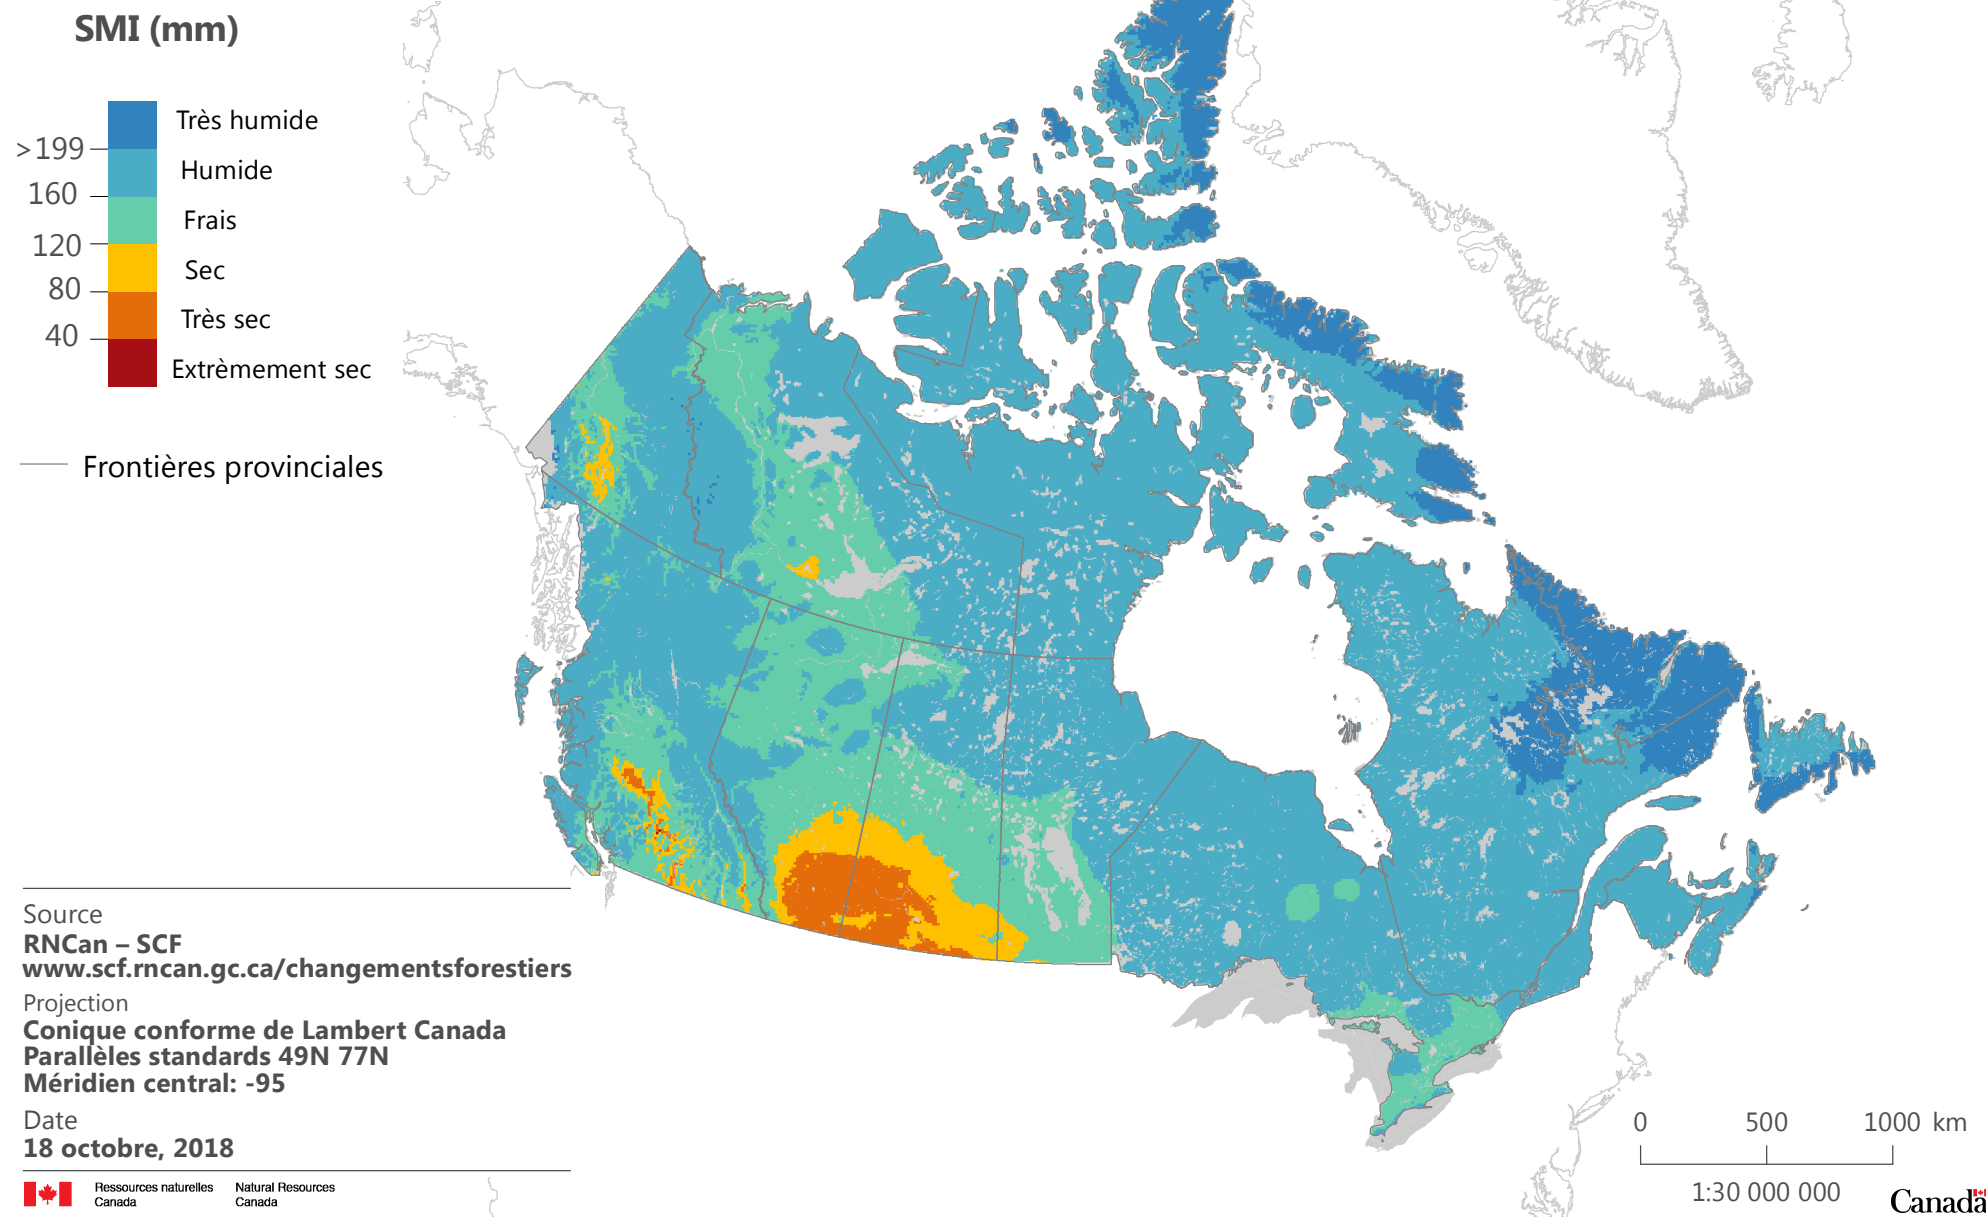 SMI (mm)
Très humide
>199
Humide
160
Frais
120
Sec
80
Très sec
40
Extrèmement sec
Frontières provinciales
Source
RNCan – SCF
www.scf.rncan.gc.ca/changementsforestiers
Projection
Conique conforme de Lambert Canada
Parallèles standards 49N 77N
Méridien central: -95
Date
18 octobre, 2018
Ressources naturelles Canada
Natural Resources Canada
0 500 1000 km
1:30 000 000
Canada